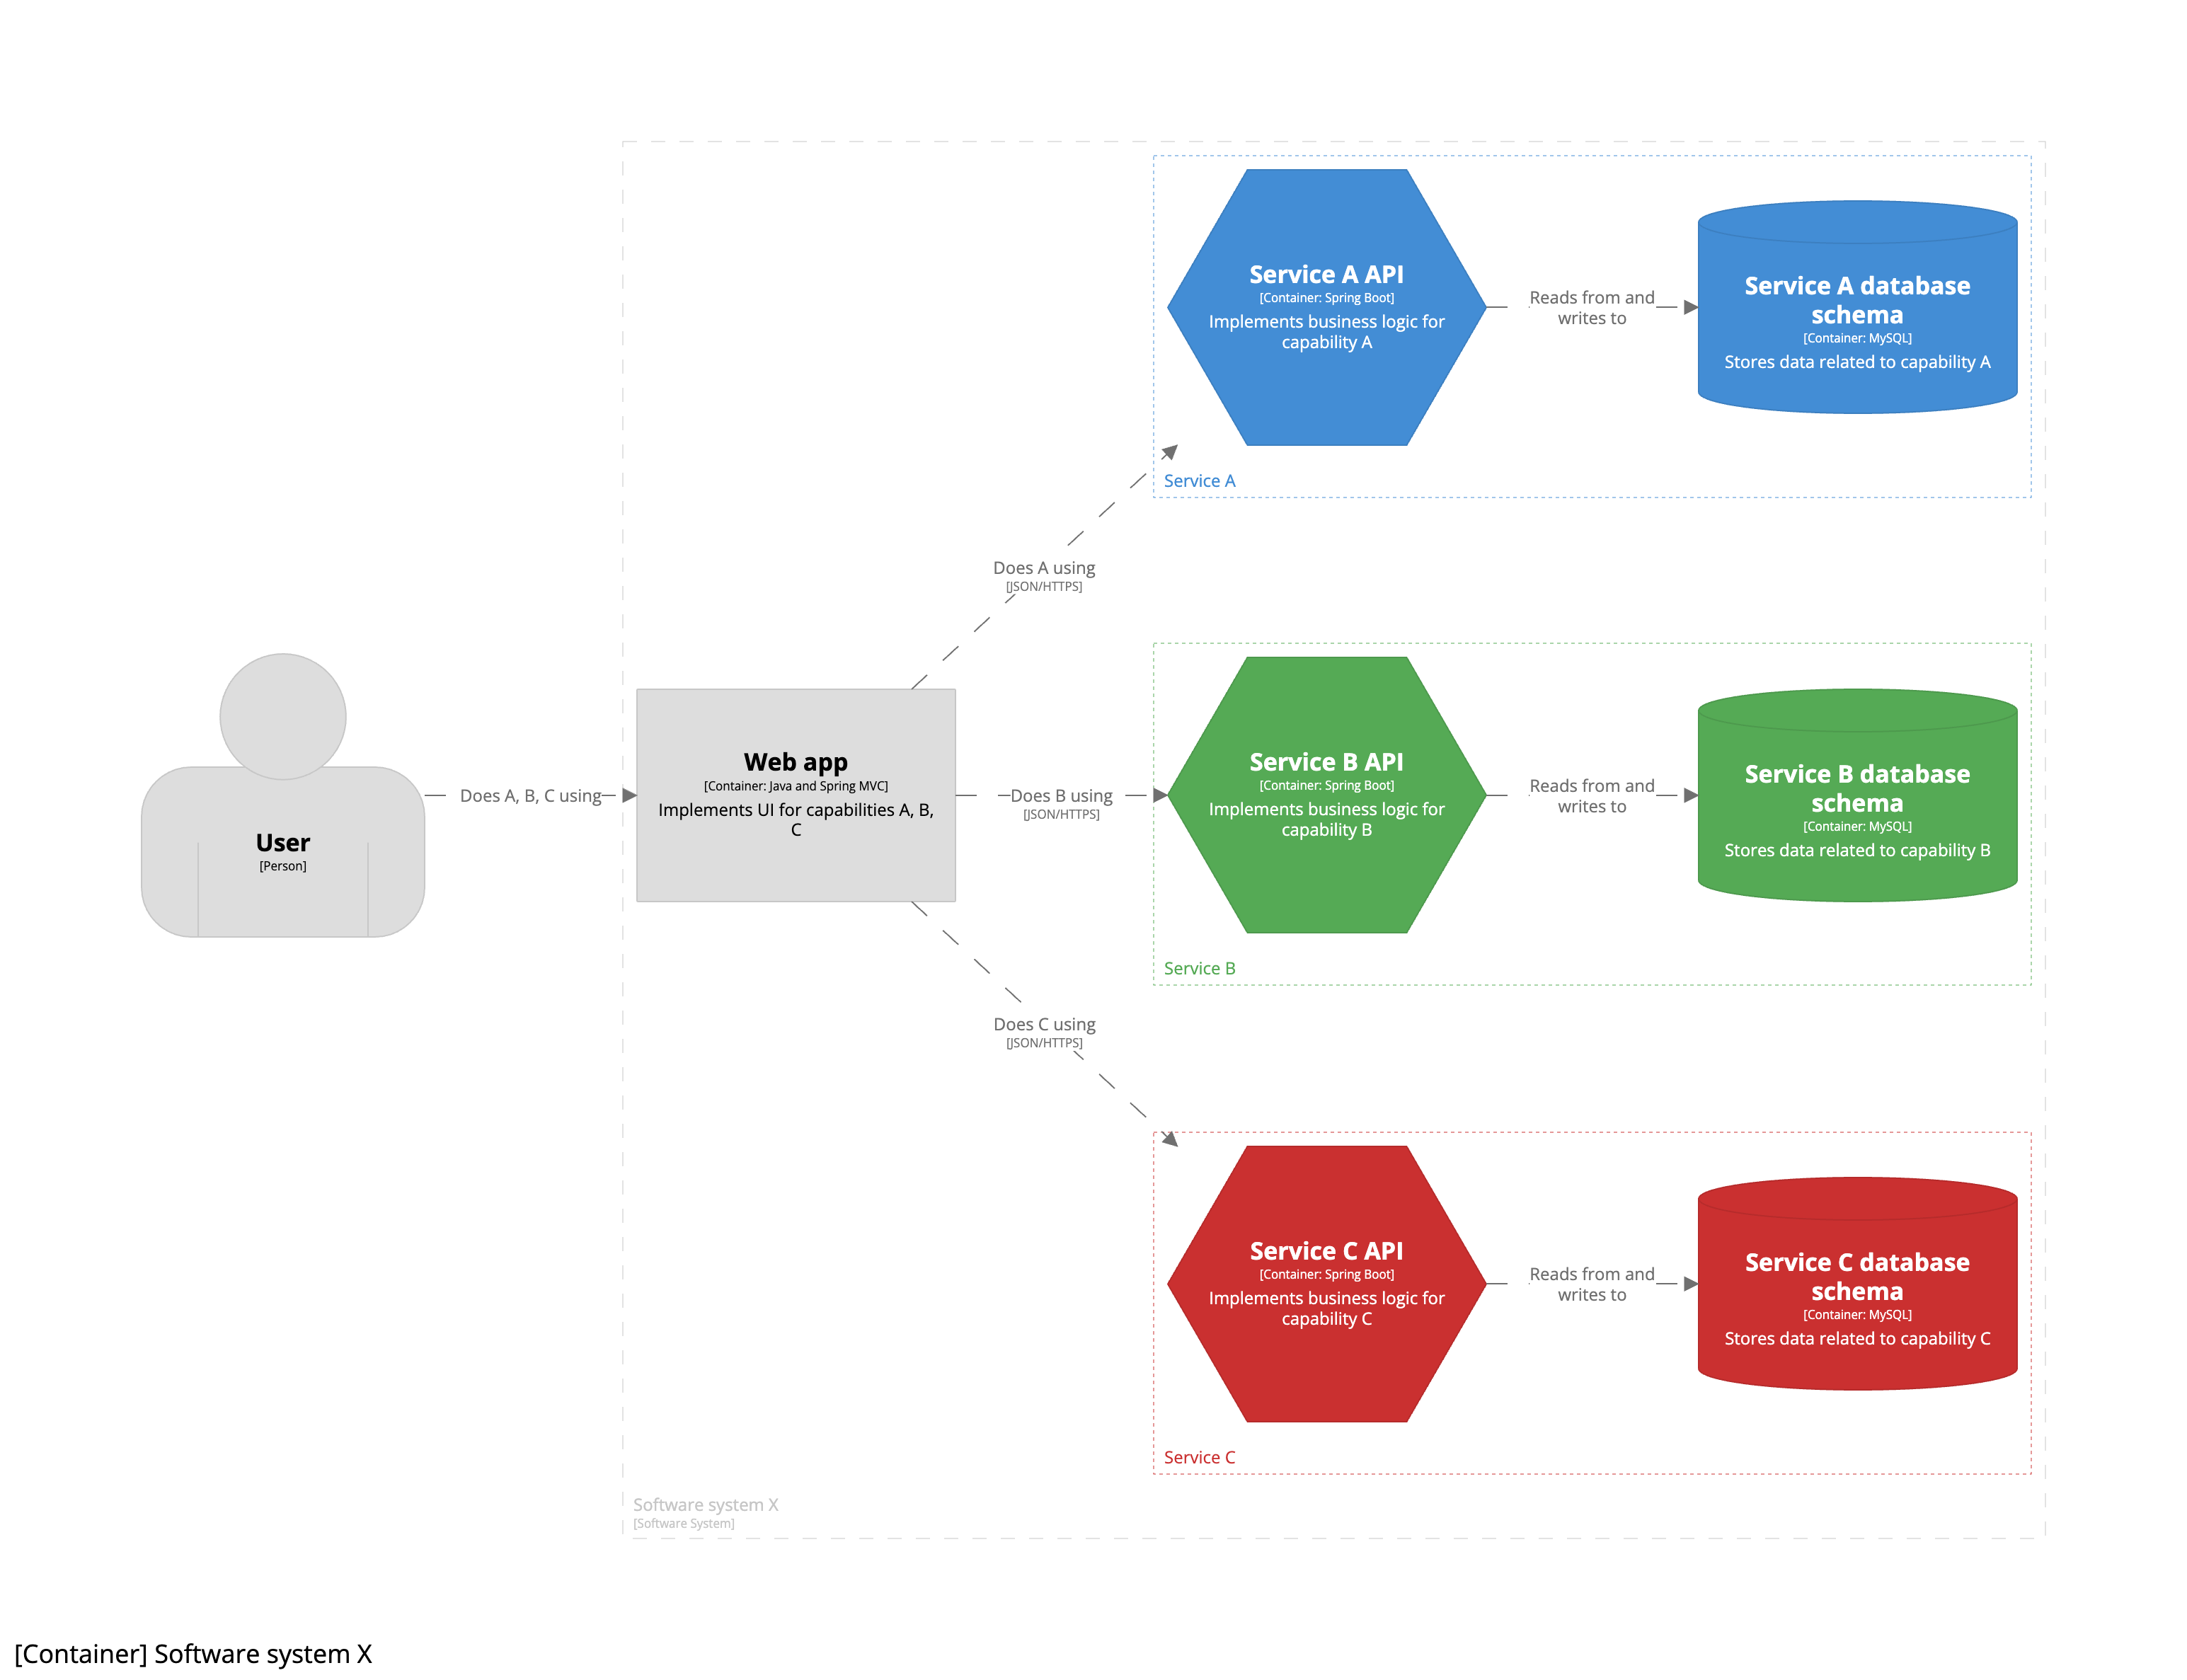 Service A API
[Container: Spring Boot]
Implements business logic for
capability A
Reads from and
writes to
Service A database
schema
[Container: MySQL]
Stores data related to capability A
Service A
Does A using
[JSON/HTTPS]
User
[Person]
Does A, B, C using
Web app
[Container: Java and Spring MVC]
Implements UI for capabilities A, B,
C
Does B using
[JSON/HTTPS]
Service B API
[Container: Spring Boot]
Implements business logic for
capability B
Reads from and
writes to
Service B database
schema
[Container: MySQL]
Stores data related to capability B
Service B
Does C using
[JSON/HTTPS]
Service C API
[Container: Spring Boot]
Implements business logic for
capability C
Reads from and
writes to
Service C database
schema
[Container: MySQL]
Stores data related to capability C
Service C
Software system X
[Software System]
[Container] Software system X